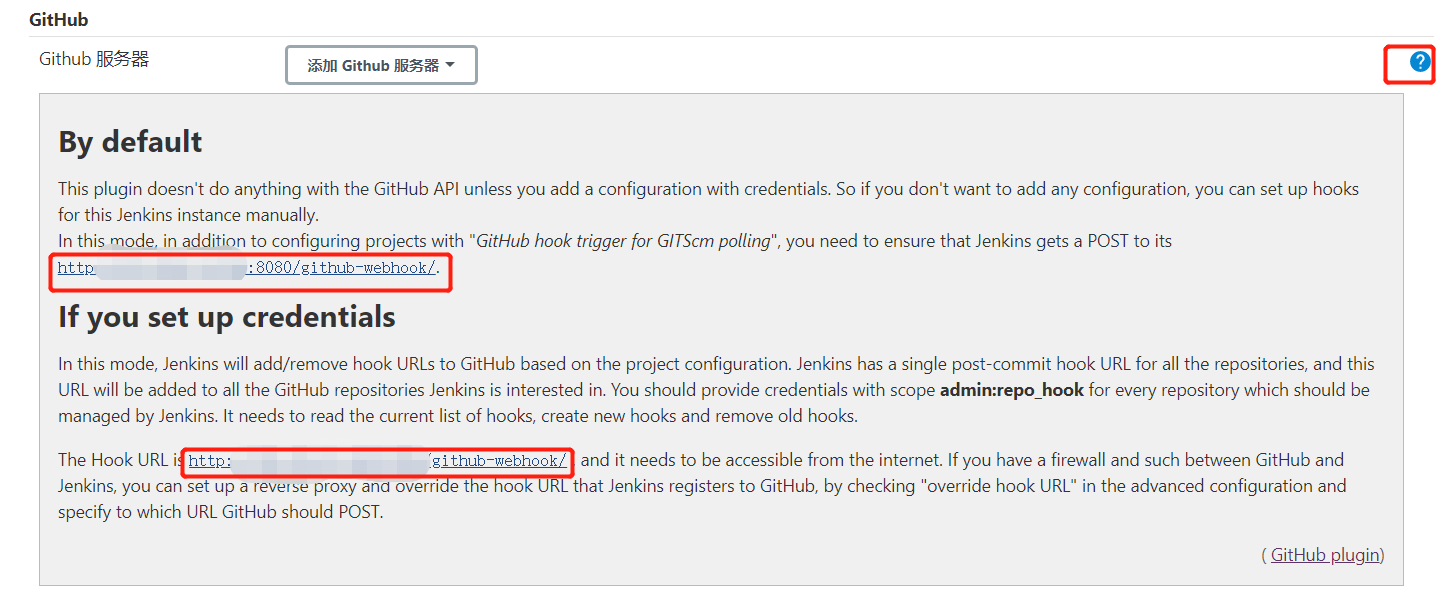 GitHub
Github 服务器
添加 Github 服务器
?
By default
This plugin doesn't do anything with the GitHub API unless you add a configuration with credentials. So if you don't want to add any configuration, you can set up hooks
for this Jenkins instance manually.
In this mode, in addition to configuring projects with "GitHub hook trigger for GITScm polling", you need to ensure that Jenkins gets a POST to its
http :8080/github-webhook/.
If you set up credentials
In this mode, Jenkins will add/remove hook URLs to GitHub based on the project configuration. Jenkins has a single post-commit hook URL for all the repositories, and this
URL will be added to all the GitHub repositories Jenkins is interested in. You should provide credentials with scope admin:repo_hook for every repository which should be
managed by Jenkins. It needs to read the current list of hooks, create new hooks and remove old hooks.
The Hook URL is http: /github-webhook/ and it needs to be accessible from the internet. If you have a firewall and such between GitHub and
Jenkins, you can set up a reverse proxy and override the hook URL that Jenkins registers to GitHub, by checking "override hook URL" in the advanced configuration and
specify to which URL GitHub should POST.
( GitHub plugin)